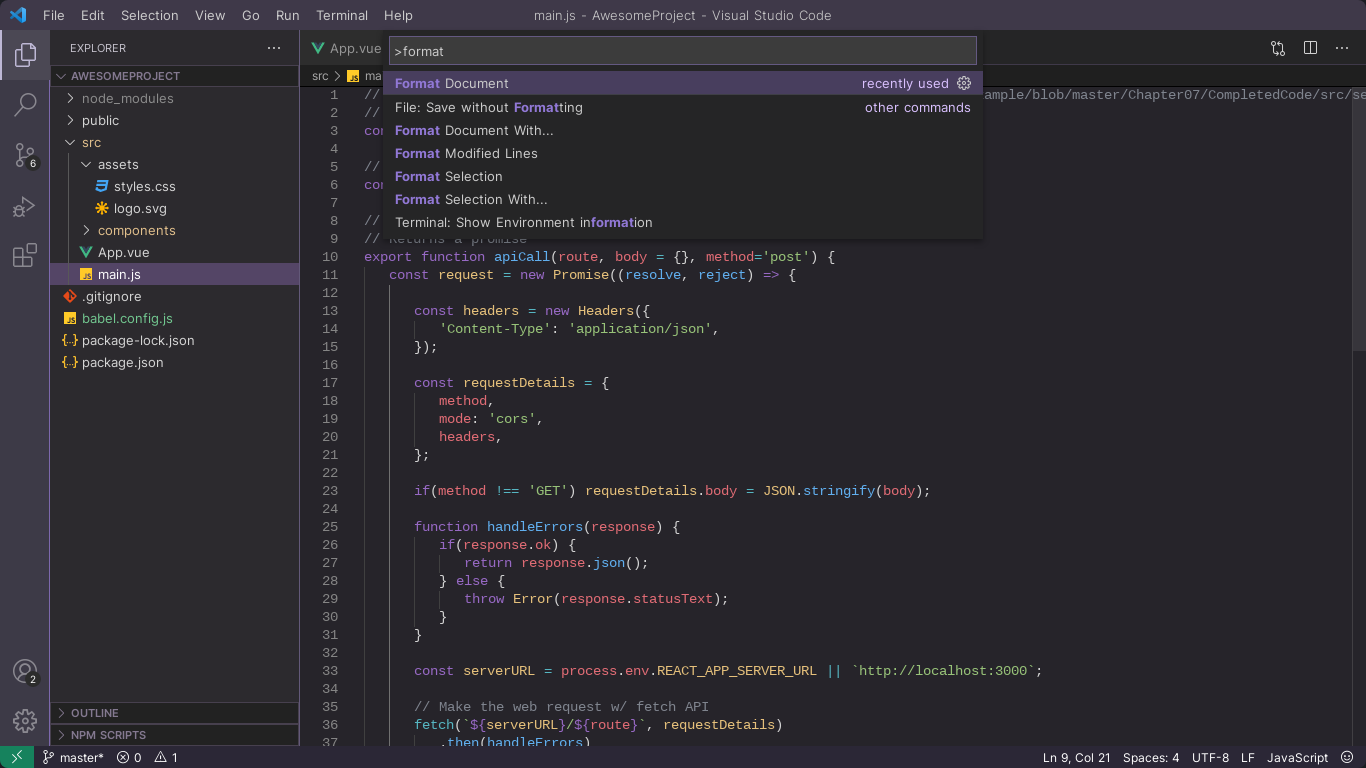 File Edit Selection View Go Run Terminal Help
main.js - AwesomeProject - Visual Studio Code
EXPLORER
AWESOMEPROJECT
node_modules
public
src
assets
styles.css
logo.svg
components
App.vue
main.js
.gitignore
babel.config.js
package-lock.json
package.json
OUTLINE
NPM SCRIPTS
6
2
App.vue
>format
Format Document recently used
File: Save without Formatting other commands
Format Document With...
Format Modified Lines
Format Selection
Format Selection With...
Terminal: Show Environment information
src
1 // ample/blob/master/Chapter07/CompletedCode/src/se
2 //
3
4
5 //
6
7
8 //
9 // Returns a promise
10 export function apiCall(route, body = {}, method='post') {
11 const request = new Promise((resolve, reject) => {
12
13 const headers = new Headers({
14 'Content-Type': 'application/json',
15 });
16
17 const requestDetails = {
18 method,
19 mode: 'cors',
20 headers,
21 };
22
23 if(method !== 'GET') requestDetails.body = JSON.stringify(body);
24
25 function handleErrors(response) {
26 if(response.ok) {
27 return response.json();
28 } else {
29 throw Error(response.statusText);
30 }
31 }
32
33 const serverURL = process.env.REACT_APP_SERVER_URL || `http://localhost:3000`;
34
35 // Make the web request w/ fetch API
36 fetch(`${serverURL}/${route}`, requestDetails)
37 .then(handleErrors)
master* 0 1
Ln 9, Col 21 Spaces: 4 UTF-8 LF JavaScript